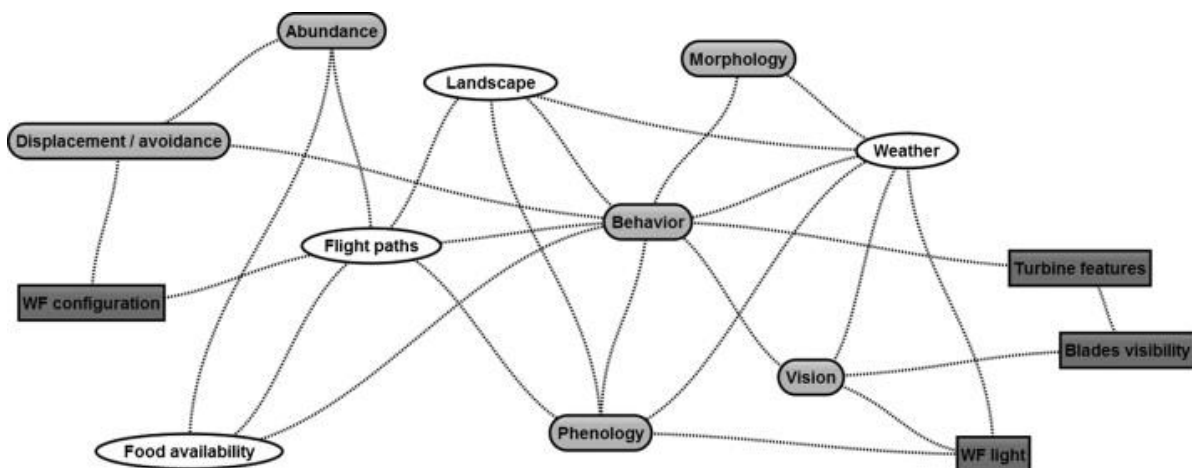 Abundance
Morphology
Landscape
Displacement / avoidance
Weather
Behavior
Flight paths
Turbine features
WF configuration
Blades visibility
Vision
Phenology
Food availability
WF light